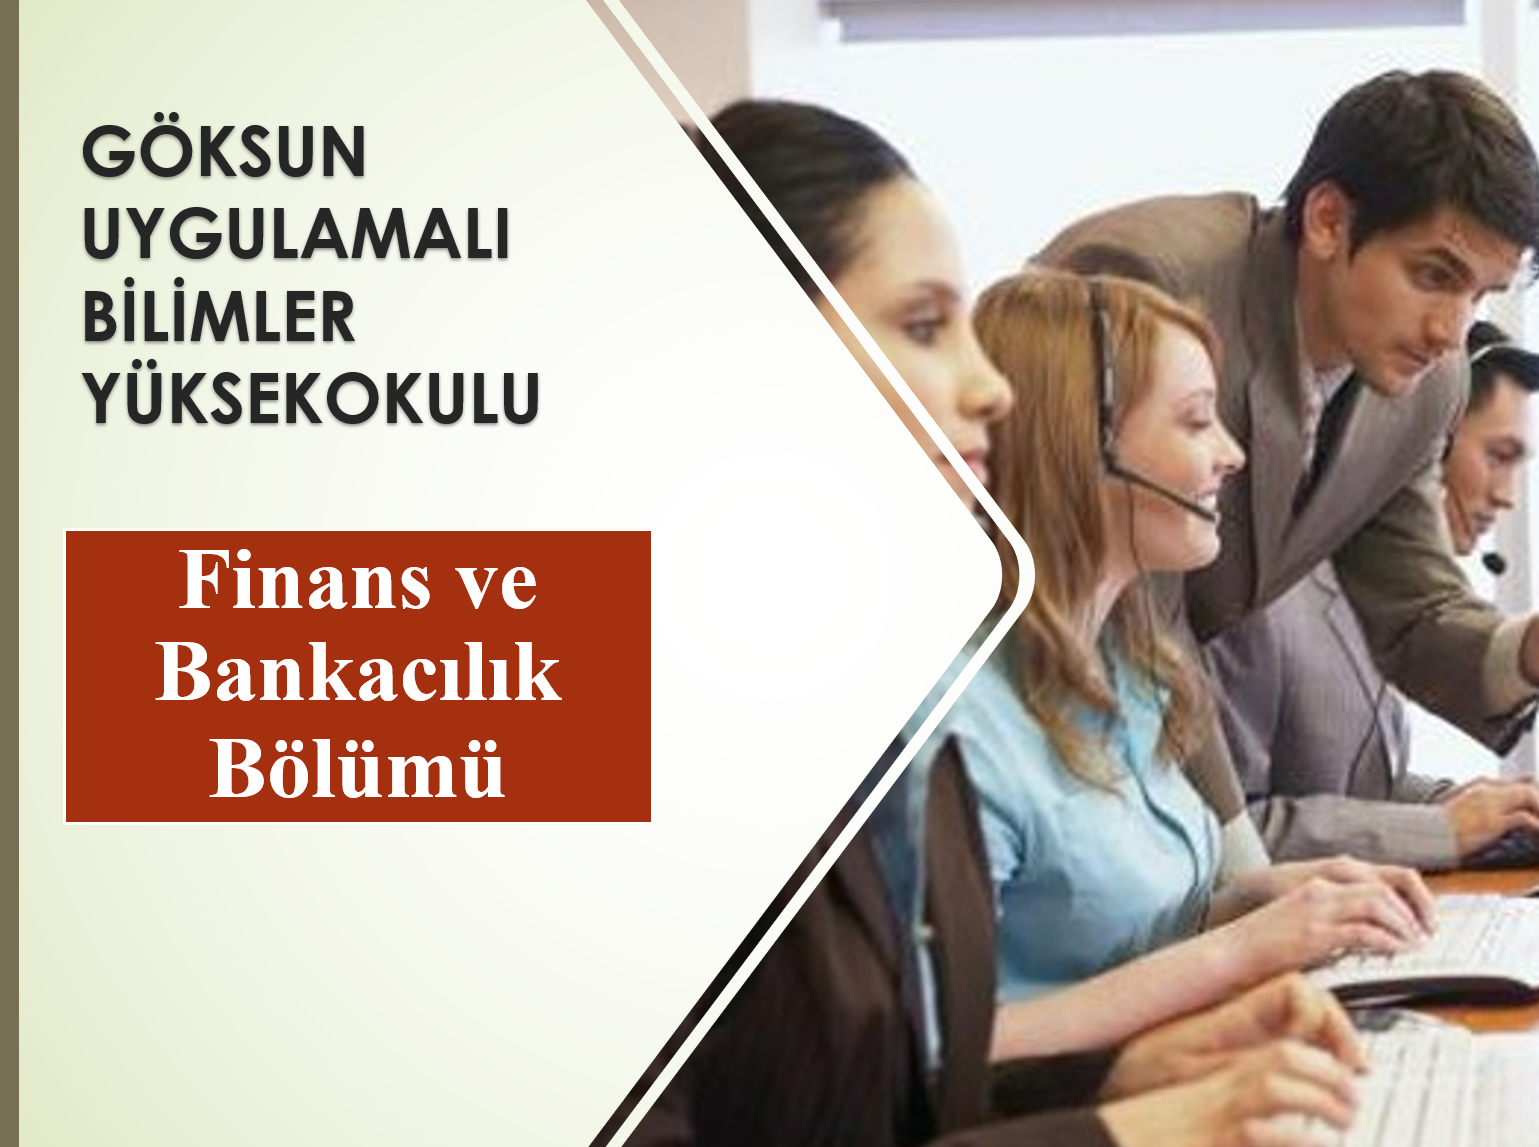 GÖKSUN
UYGULAMALI
BİLİMLER
YÜKSEKOKULU
Finans ve
Bankacılık
Bölümü